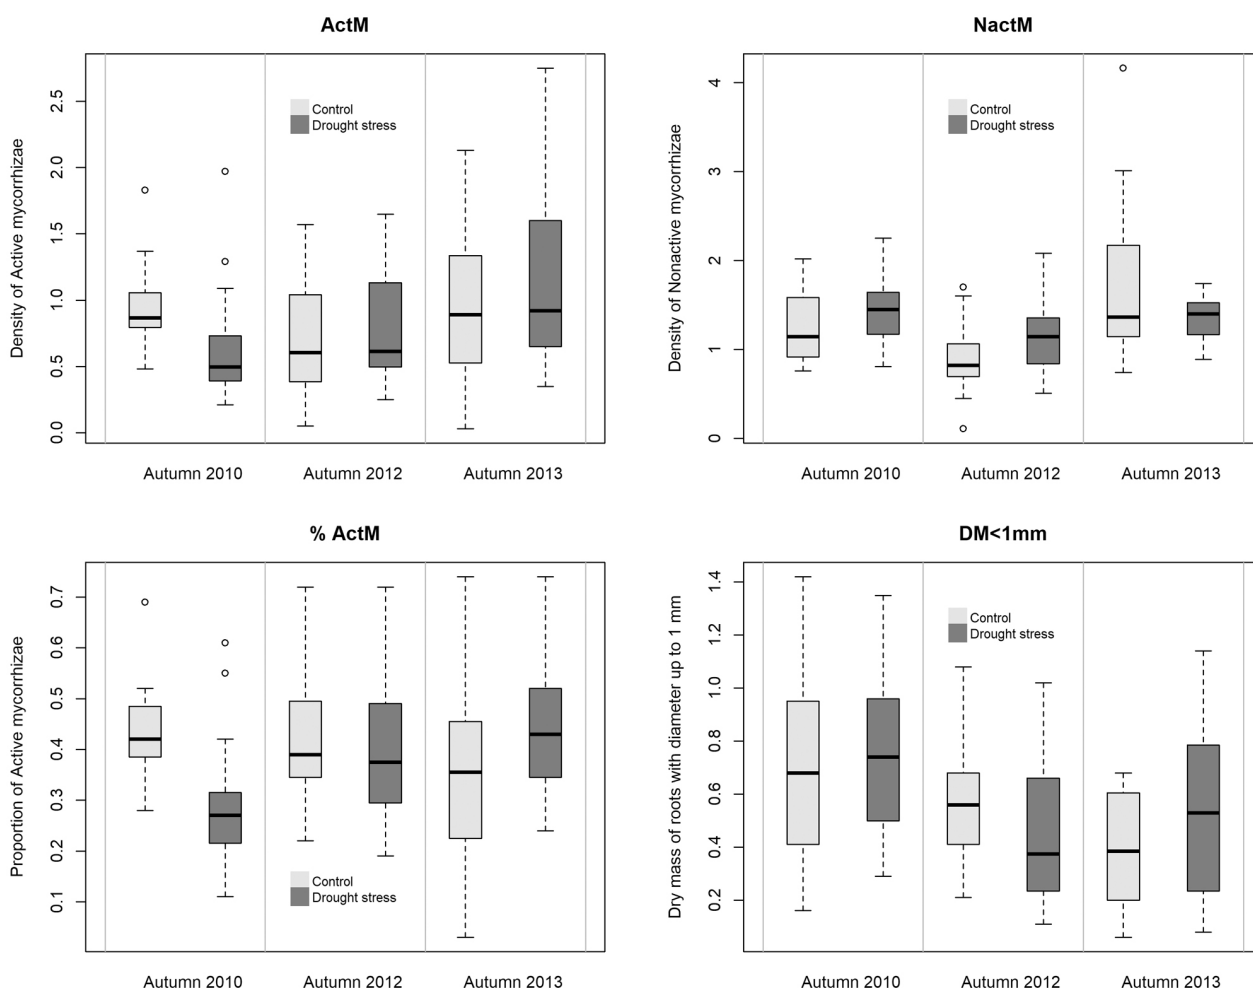 ActM
Density of Active mycorrhizae
2.5
2.0
1.5
1.0
0.5
0.0
Control
Drought stress
Autumn 2010
Autumn 2012
Autumn 2013
NactM
Density of Nonactive mycorrhizae
4
3
2
1
0
Control
Drought stress
Autumn 2010
Autumn 2012
Autumn 2013
% ActM
Proportion of Active mycorrhizae
0.7
0.6
0.5
0.4
0.3
0.2
0.1
Control
Drought stress
Autumn 2010
Autumn 2012
Autumn 2013
DM<1mm
Dry mass of roots with diameter up to 1 mm
1.4
1.2
1.0
0.8
0.6
0.4
0.2
Control
Drought stress
Autumn 2010
Autumn 2012
Autumn 2013